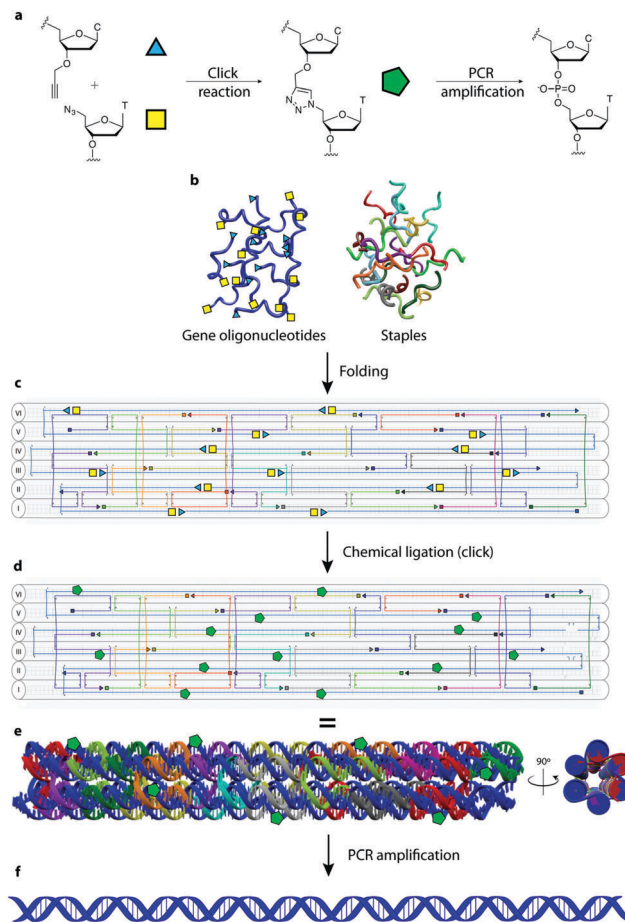 a
C
O
O
+
N₃
O
T
O
Click
reaction
C
O
O
N
N=N
O
T
O
PCR
amplification
C
O
O
⁻O-P=O
O
O
T
O
b
Gene oligonucleotides
Staples
Folding
c
VI
V
IV
III
II
I
Chemical ligation (click)
d
VI
V
IV
III
II
I
=
e
90º
PCR amplification
f